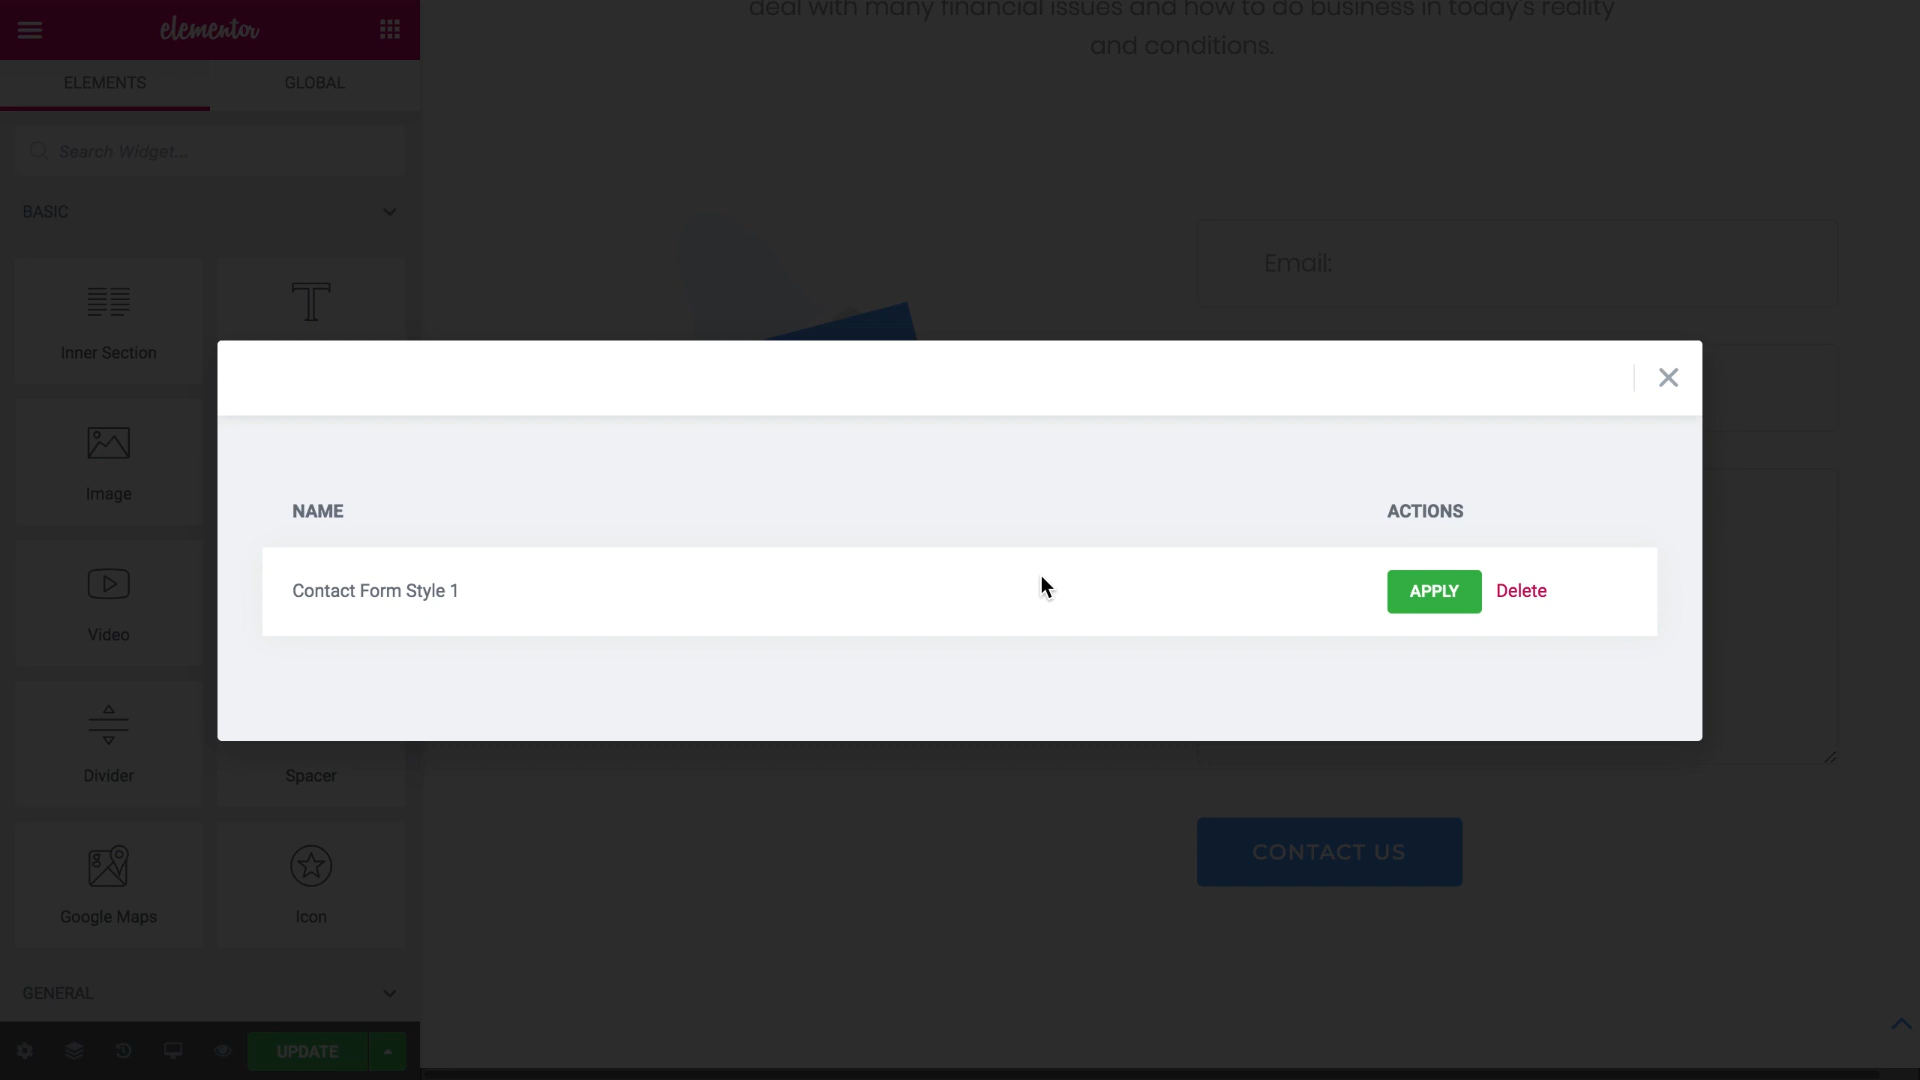 elementor
ELEMENTS
GLOBAL
Search Widget...
BASIC
Inner Section
Image
Video
Divider
Spacer
Google Maps
Icon
GENERAL
UPDATE
deal with many financial issues and how to do business in today's reality
and conditions.
Email:
NAME
ACTIONS
Contact Form Style 1
APPLY
Delete
CONTACT US